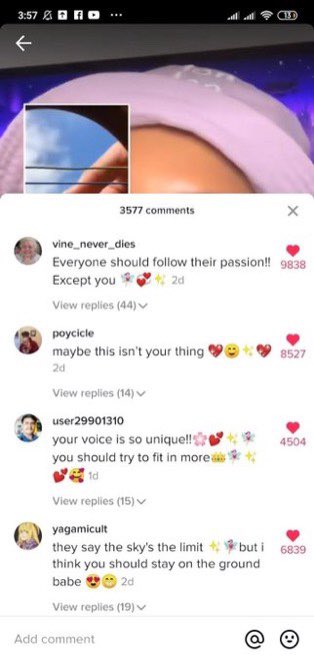 3:57
13
3577 comments
vine_never_dies
Everyone should follow their passion!!
Except you 🧚🏻‍♀️💞✨ 2d
9838
View replies (44)
poycicle
maybe this isn't your thing 💖😊✨💖
2d
8527
View replies (14)
user29901310
your voice is so unique!!🌸💕✨🧚🏻‍♀️
you should try to fit in more👑🧚🏻‍♀️✨
💕🥰 1d
4504
View replies (15)
yagamicult
they say the sky's the limit ✨🧚🏻‍♀️but i
think you should stay on the ground
babe 😍😁 2d
6839
View replies (19)
Add comment